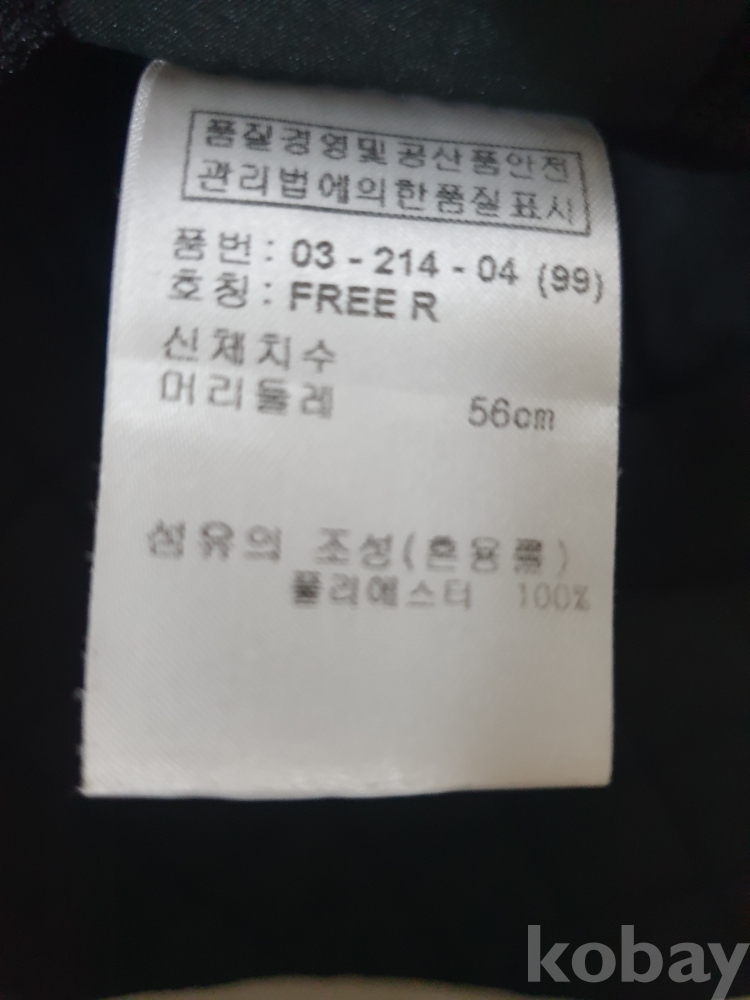 품질경영및공산품안전
관리법에의한품질표시
품번 : 03 - 214 - 04 (99)
호칭 : FREE R
신체치수
머리둘레 56cm
섬유의 조성(혼용률)
폴리에스터 100%
kobay